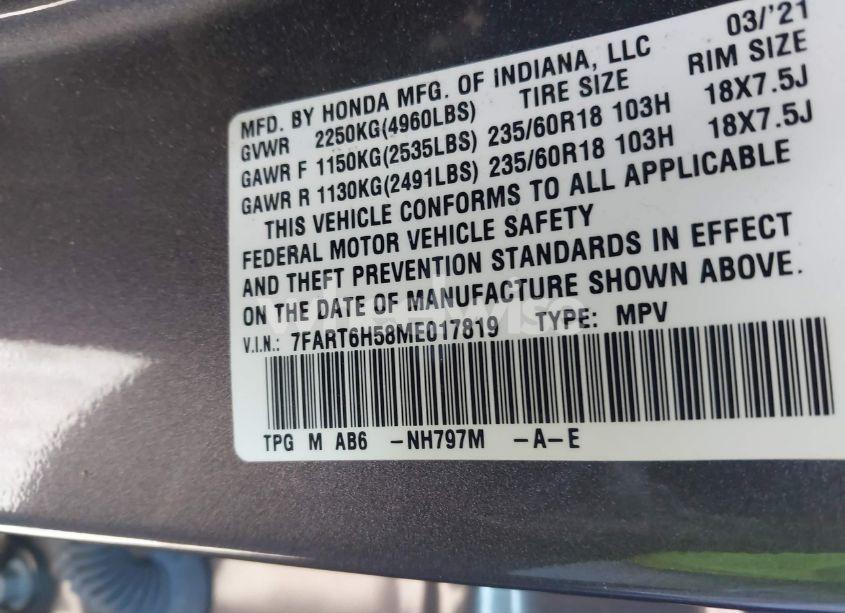 03/'21
MFD. BY HONDA MFG. OF INDIANA, LLC RIM SIZE
GVWR 2250KG(4960LBS) TIRE SIZE
GAWR F 1150KG(2535LBS) 235/60R18 103H 18X7.5J
GAWR R 1130KG(2491LBS) 235/60R18 103H 18X7.5J
THIS VEHICLE CONFORMS TO ALL APPLICABLE
FEDERAL MOTOR VEHICLE SAFETY
AND THEFT PREVENTION STANDARDS IN EFFECT
ON THE DATE OF MANUFACTURE SHOWN ABOVE.
V.I.N.: 7FART6H58ME017819 TYPE: MPV
TPG M AB6 -NH797M -A-E